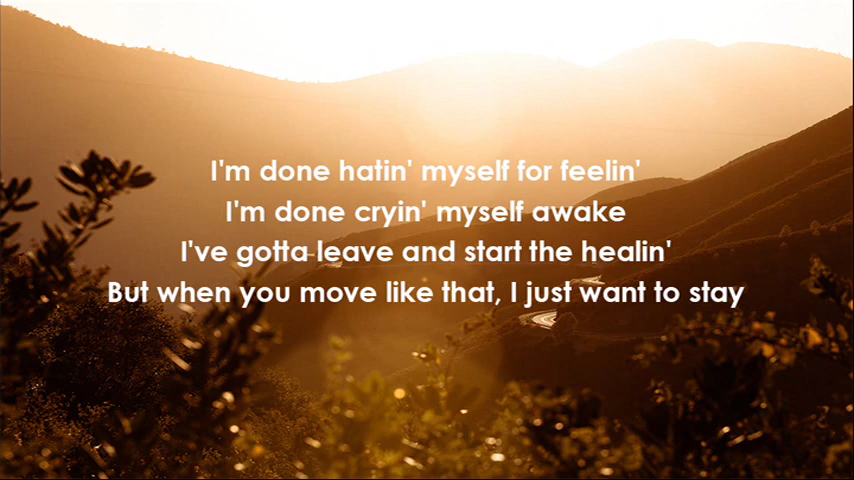 I'm done hatin' myself for feelin'
I'm done cryin' myself awake
I've gotta leave and start the healin'
But when you move like that, I just want to stay